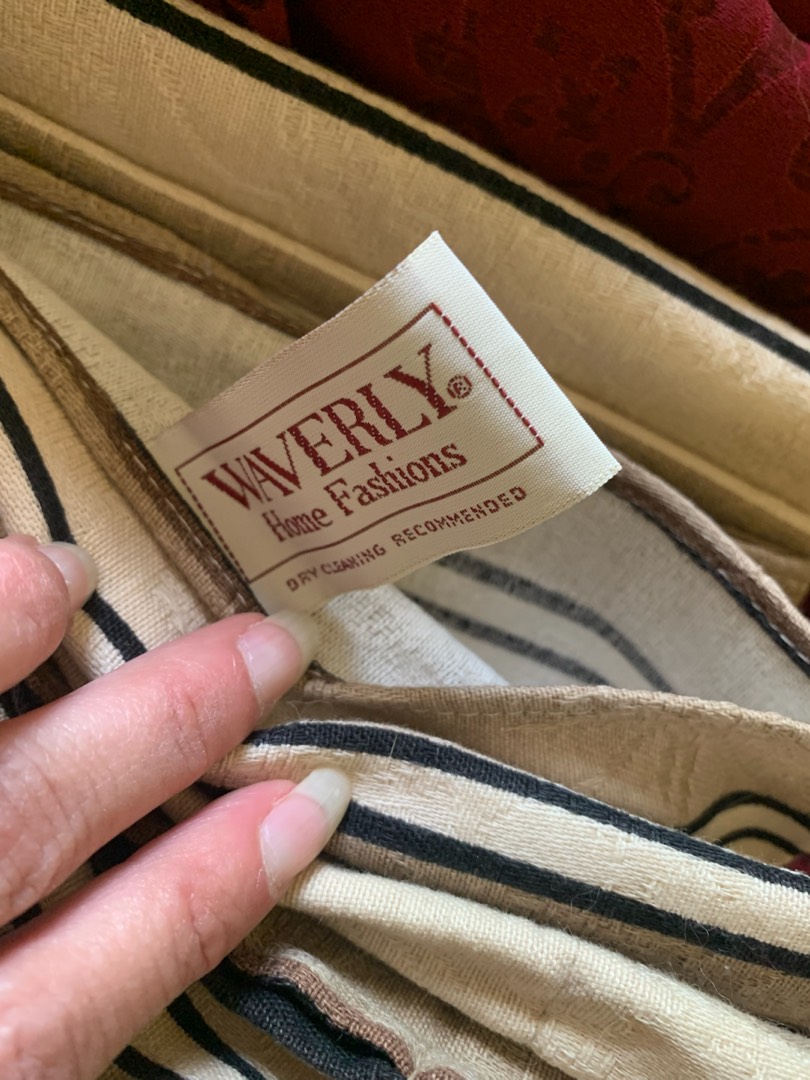 WAVERLY®
Home Fashions
DRY CLEANING RECOMMENDED